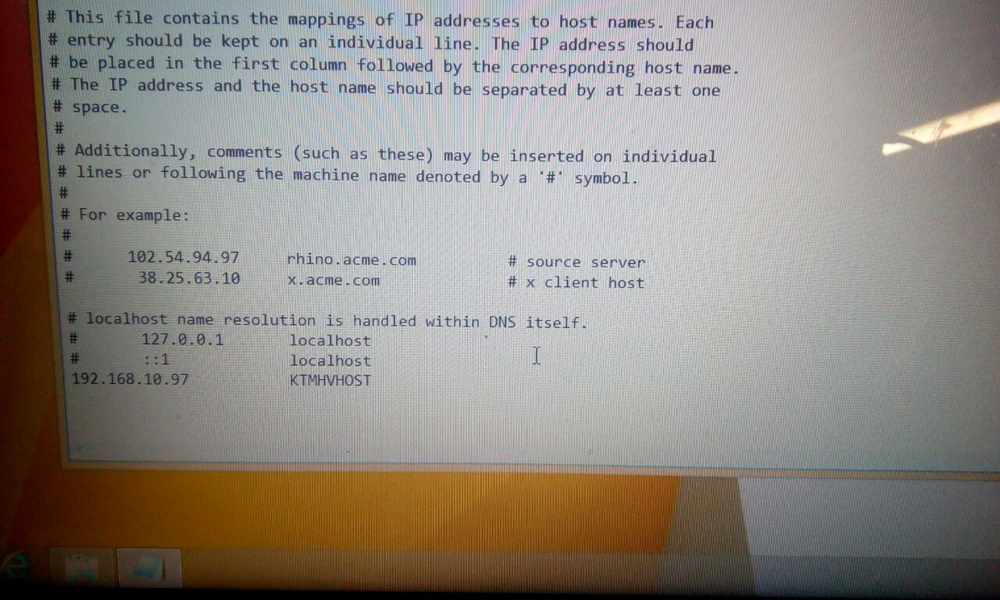 # This file contains the mappings of IP addresses to host names. Each
# entry should be kept on an individual line. The IP address should
# be placed in the first column followed by the corresponding host name.
# The IP address and the host name should be separated by at least one
# space.
#
# Additionally, comments (such as these) may be inserted on individual
# lines or following the machine name denoted by a '#' symbol.
#
# For example:
#
# 102.54.94.97 rhino.acme.com # source server
# 38.25.63.10 x.acme.com # x client host
# localhost name resolution is handled within DNS itself.
# 127.0.0.1 localhost
# ::1 localhost
192.168.10.97 KTMHVHOST